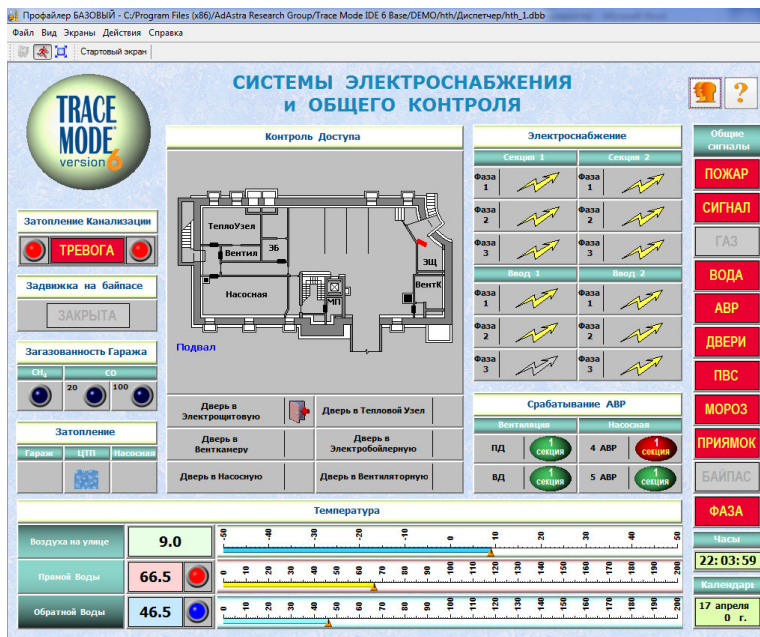 Профайлер БАЗОВЫЙ - C:/Program Files (x86)/AdAstra Research Group/Trace Mode IDE 6 Base/DEMO/hth/Диспетчер/hth_1.dbb
Файл Вид Экраны Действия Справка
Стартовый экран
СИСТЕМЫ ЭЛЕКТРОСНАБЖЕНИЯ
и ОБЩЕГО КОНТРОЛЯ
?
TRACE
MODE
version 6
Контроль Доступа
Электроснабжение
Общие
сигналы
Секция 1 Секция 2
Фаза 1 Фаза 1
Фаза 2 Фаза 2
Фаза 3 Фаза 3
Ввод 1 Ввод 2
Фаза 1 Фаза 1
Фаза 2 Фаза 2
Фаза 3 Фаза 3
ПОЖАР
СИГНАЛ
ГАЗ
ВОДА
АВР
ДВЕРИ
ПВС
МОРОЗ
ПРИЯМОК
БАЙПАС
ФАЗА
Затопление Канализации
ТРЕВОГА
Задвижка на байпасе
ЗАКРЫТА
Загазованность Гаража
CH4 CO
20 100
Затопление
Гараж ЦТП Насосная
ТеплоУзел
Вентил
ЭБ
ЭЩ
Насосная
МП
ВентК
Подвал
Дверь в
Электрощитовую
Дверь в Тепловой Узел
Дверь в
Венткамеру
Дверь в
Электробойлерную
Дверь в Насосную
Дверь в Вентиляторную
Срабатывание АВР
Вентиляция Насосная
ПД 1 секция 4 АВР 1 секция
ВД 1 секция 5 АВР 1 секция
Температура
Воздуха на улице 9.0
-50 -40 -30 -20 -10 0 10 20 30 40 50
Прямой Воды 66.5
0 10 20 30 40 50 60 70 80 90 100 110 120 130 140 150 160 170 180 190 200
Обратной Воды 46.5
0 10 20 30 40 50 60 70 80 90 100 110 120 130 140 150 160 170 180 190 200
Часы
22:03:59
Календарь
17 апреля
0 г.